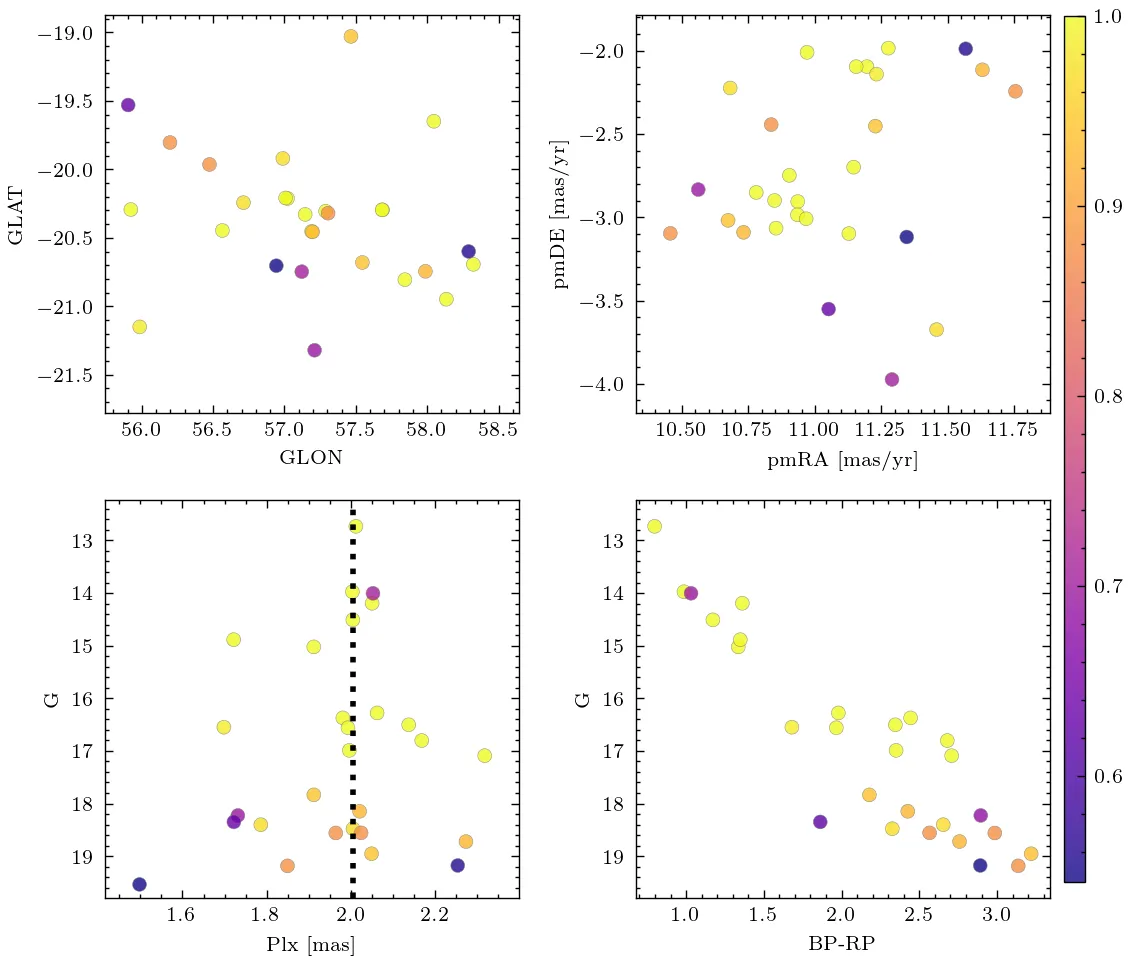 −19.0
−19.5
−20.0
−20.5
−21.0
−21.5
GLAT
56.0 56.5 57.0 57.5 58.0 58.5
GLON
−2.0
−2.5
−3.0
−3.5
−4.0
pmDE [mas/yr]
10.50 10.75 11.00 11.25 11.50 11.75
pmRA [mas/yr]
13
14
15
16
17
18
19
G
1.6 1.8 2.0 2.2
Plx [mas]
13
14
15
16
17
18
19
G
1.0 1.5 2.0 2.5 3.0
BP-RP
1.0
0.9
0.8
0.7
0.6